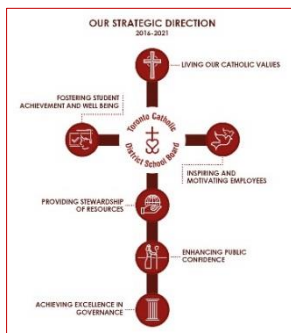 OUR STRATEGIC DIRECTION
2016-2021
LIVING OUR CATHOLIC VALUES
FOSTERING STUDENT
ACHIEVEMENT AND WELL BEING
Toronto Catholic
District School Board
INSPIRING AND
MOTIVATING EMPLOYEES
PROVIDING STEWARDSHIP
OF RESOURCES
ENHANCING PUBLIC
CONFIDENCE
ACHIEVING EXCELLENCE IN
GOVERNANCE